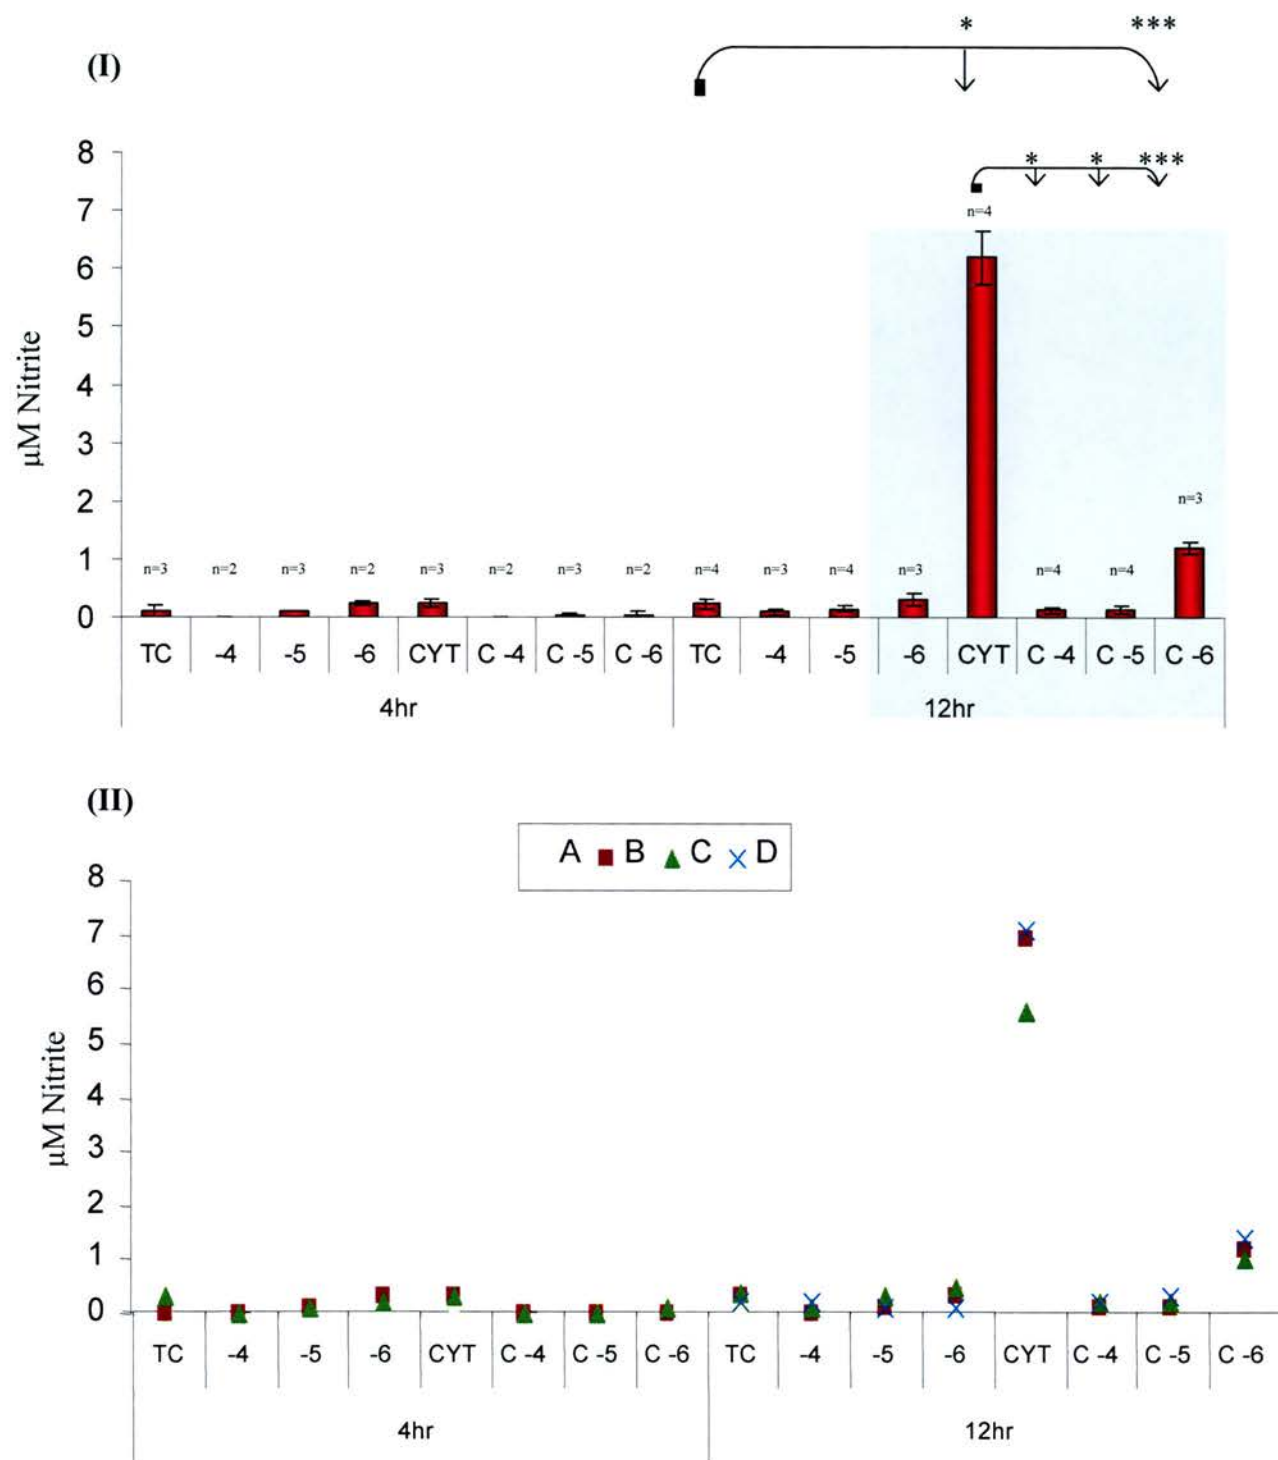 * ***
(I)
8
* * ***
7
n=4
6
5
4
3
2
n=3
1
n=3 n=2 n=3 n=2 n=3 n=2 n=3 n=2 n=4 n=3 n=4 n=3 n=4 n=4
0
µM Nitrite
TC -4 -5 -6 CYT C -4 C -5 C -6 TC -4 -5 -6 CYT C -4 C -5 C -6
4hr 12hr
(II)
A B C D
8
7
6
5
4
3
2
1
0
µM Nitrite
TC -4 -5 -6 CYT C -4 C -5 C -6 TC -4 -5 -6 CYT C -4 C -5 C -6
4hr 12hr